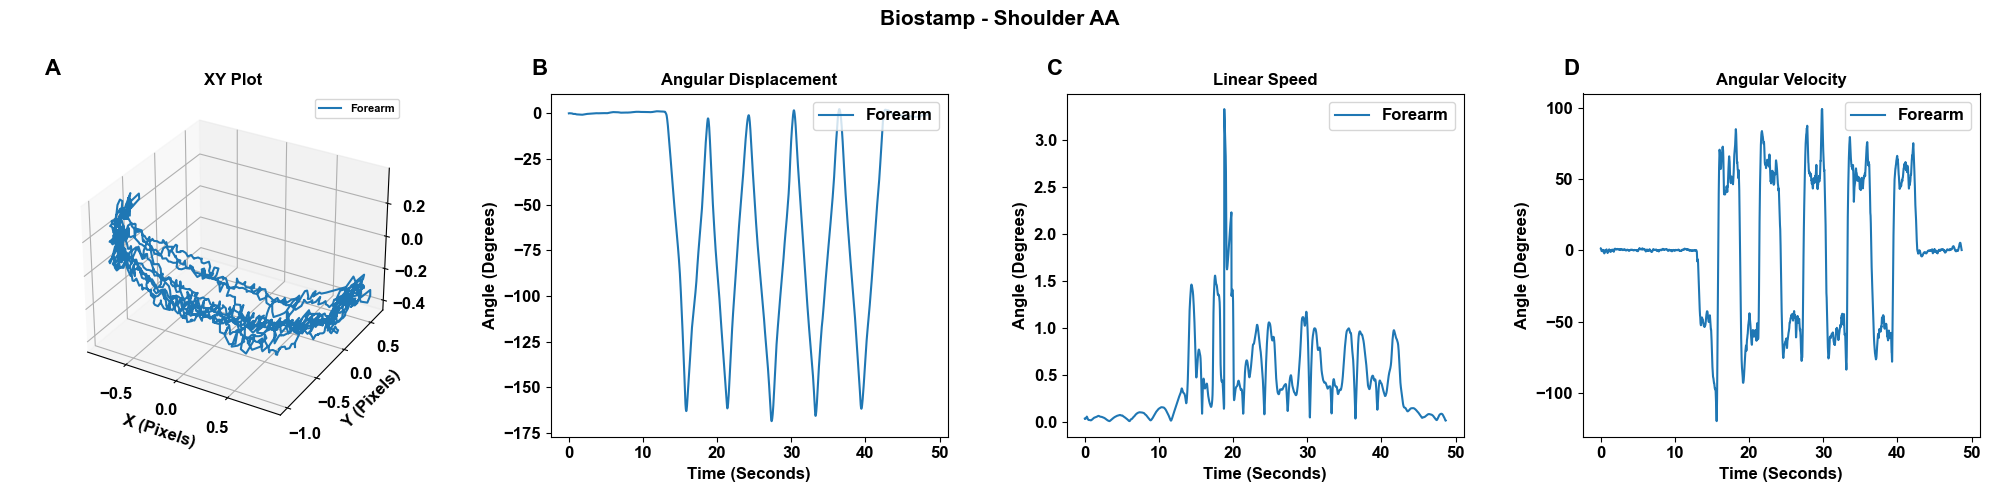 Biostamp - Shoulder AA
A
XY Plot
Forearm
0.2
0.0
−0.2
−0.4
−0.5
0.0
0.5
X (Pixels)
−1.0
−0.5
0.0
0.5
Y (Pixels)
B
Angular Displacement
Forearm
0
−25
−50
−75
−100
−125
−150
−175
Angle (Degrees)
0 10 20 30 40 50
Time (Seconds)
C
Linear Speed
Forearm
3.0
2.5
2.0
1.5
1.0
0.5
0.0
Angle (Degrees)
0 10 20 30 40 50
Time (Seconds)
D
Angular Velocity
Forearm
100
50
0
−50
−100
Angle (Degrees)
0 10 20 30 40 50
Time (Seconds)